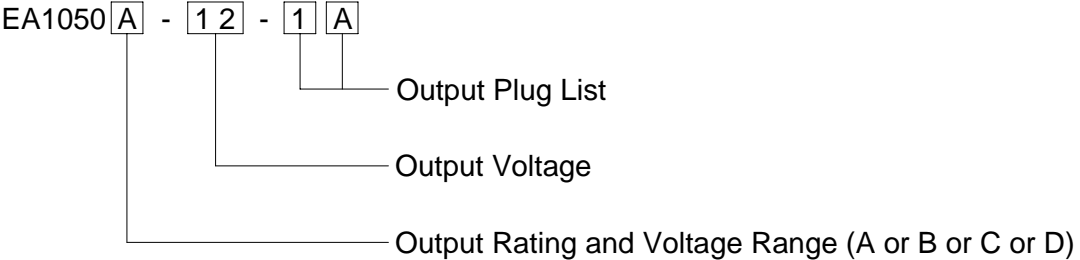 EA1050 A - 1 2 - 1 A
Output Plug List
Output Voltage
Output Rating and Voltage Range (A or B or C or D)